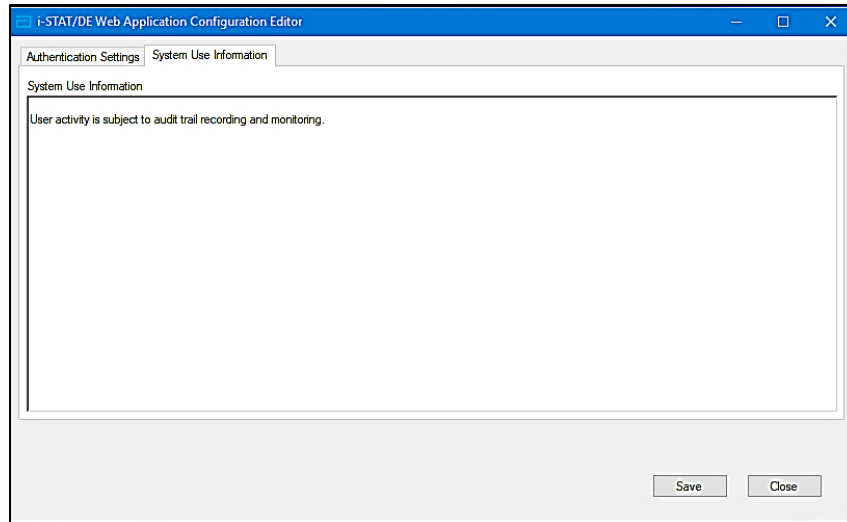 i-STAT/DE Web Application Configuration Editor
Authentication Settings System Use Information
System Use Information
User activity is subject to audit trail recording and monitoring.
Save Close